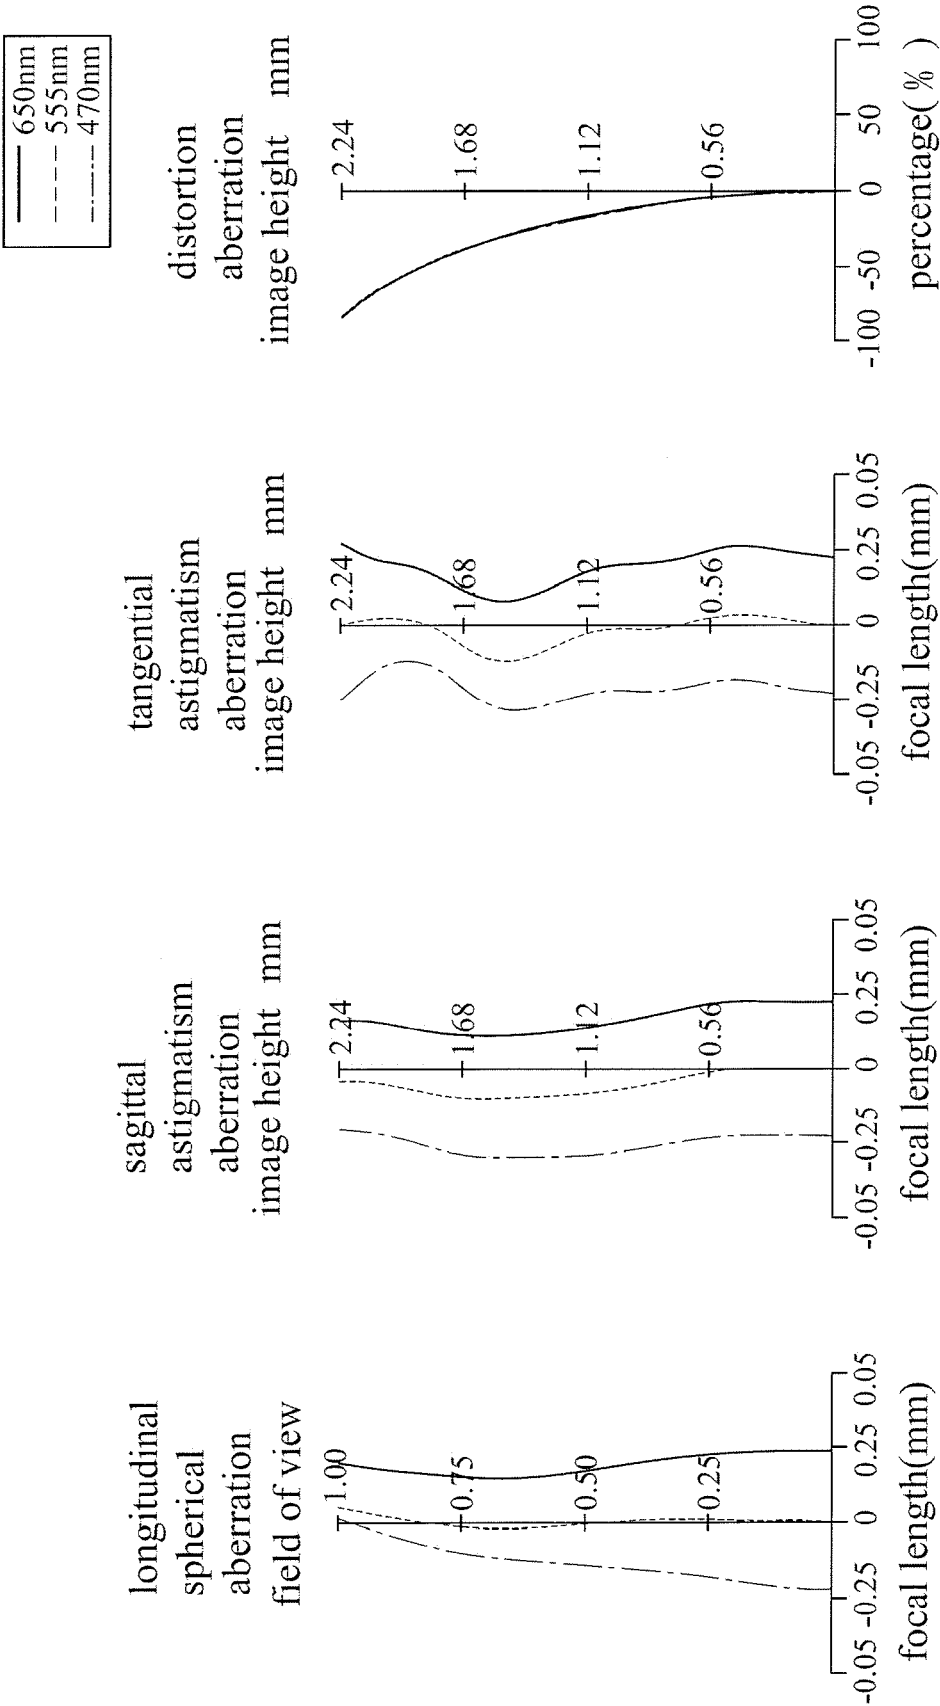 650nm
555nm
470nm
longitudinal
spherical
aberration
field of view
1.00
0.75
0.50
0.25
-0.05 -0.25 0 0.25 0.05
focal length(mm)
sagittal
astigmatism
aberration
image height mm
2.24
1.68
1.12
0.56
-0.05 -0.25 0 0.25 0.05
focal length(mm)
tangential
astigmatism
aberration
image height mm
2.24
1.68
1.12
0.56
-0.05 -0.25 0 0.25 0.05
focal length(mm)
distortion
aberration
image height mm
2.24
1.68
1.12
0.56
-100 -50 0 50 100
percentage( % )